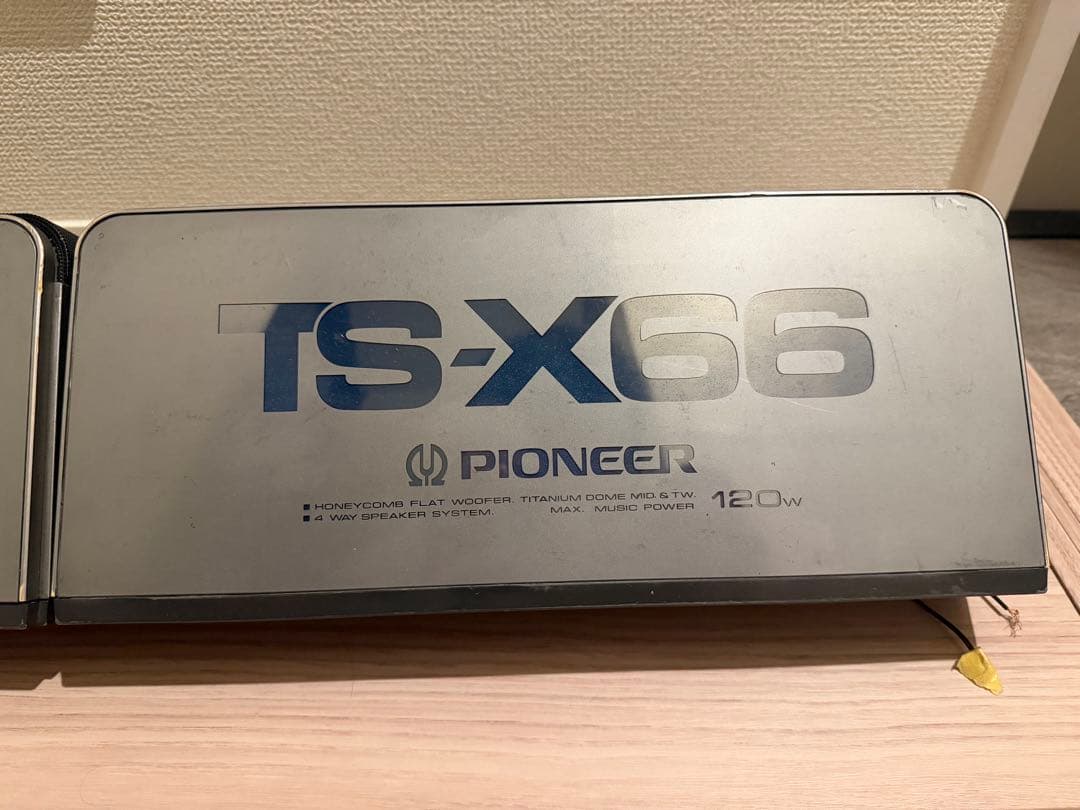 TS-X66
PIONEER
HONEYCOMB FLAT WOOFER. TITANIUM DOME MID. & TW.
4 WAY SPEAKER SYSTEM. MAX. MUSIC POWER 120W